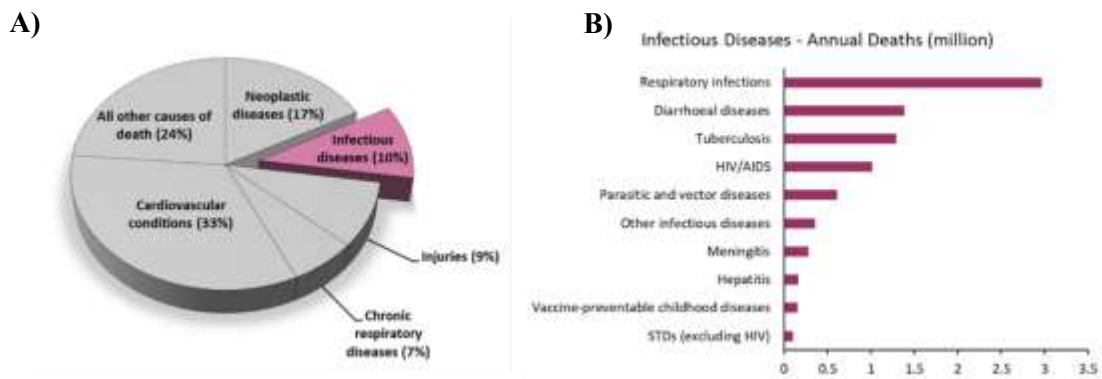 A)
Neoplastic
diseases (17%)
All other causes of
death (24%)
Infectious
diseases (10%)
Cardiovascular
conditions (33%)
Injuries (9%)
Chronic
respiratory
diseases (7%)
B)
Infectious Diseases - Annual Deaths (million)
Respiratory infections
Diarrhoeal diseases
Tuberculosis
HIV/AIDS
Parasitic and vector diseases
Other infectious diseases
Meningitis
Hepatitis
Vaccine-preventable childhood diseases
STDs (excluding HIV)
0 0.5 1 1.5 2 2.5 3 3.5